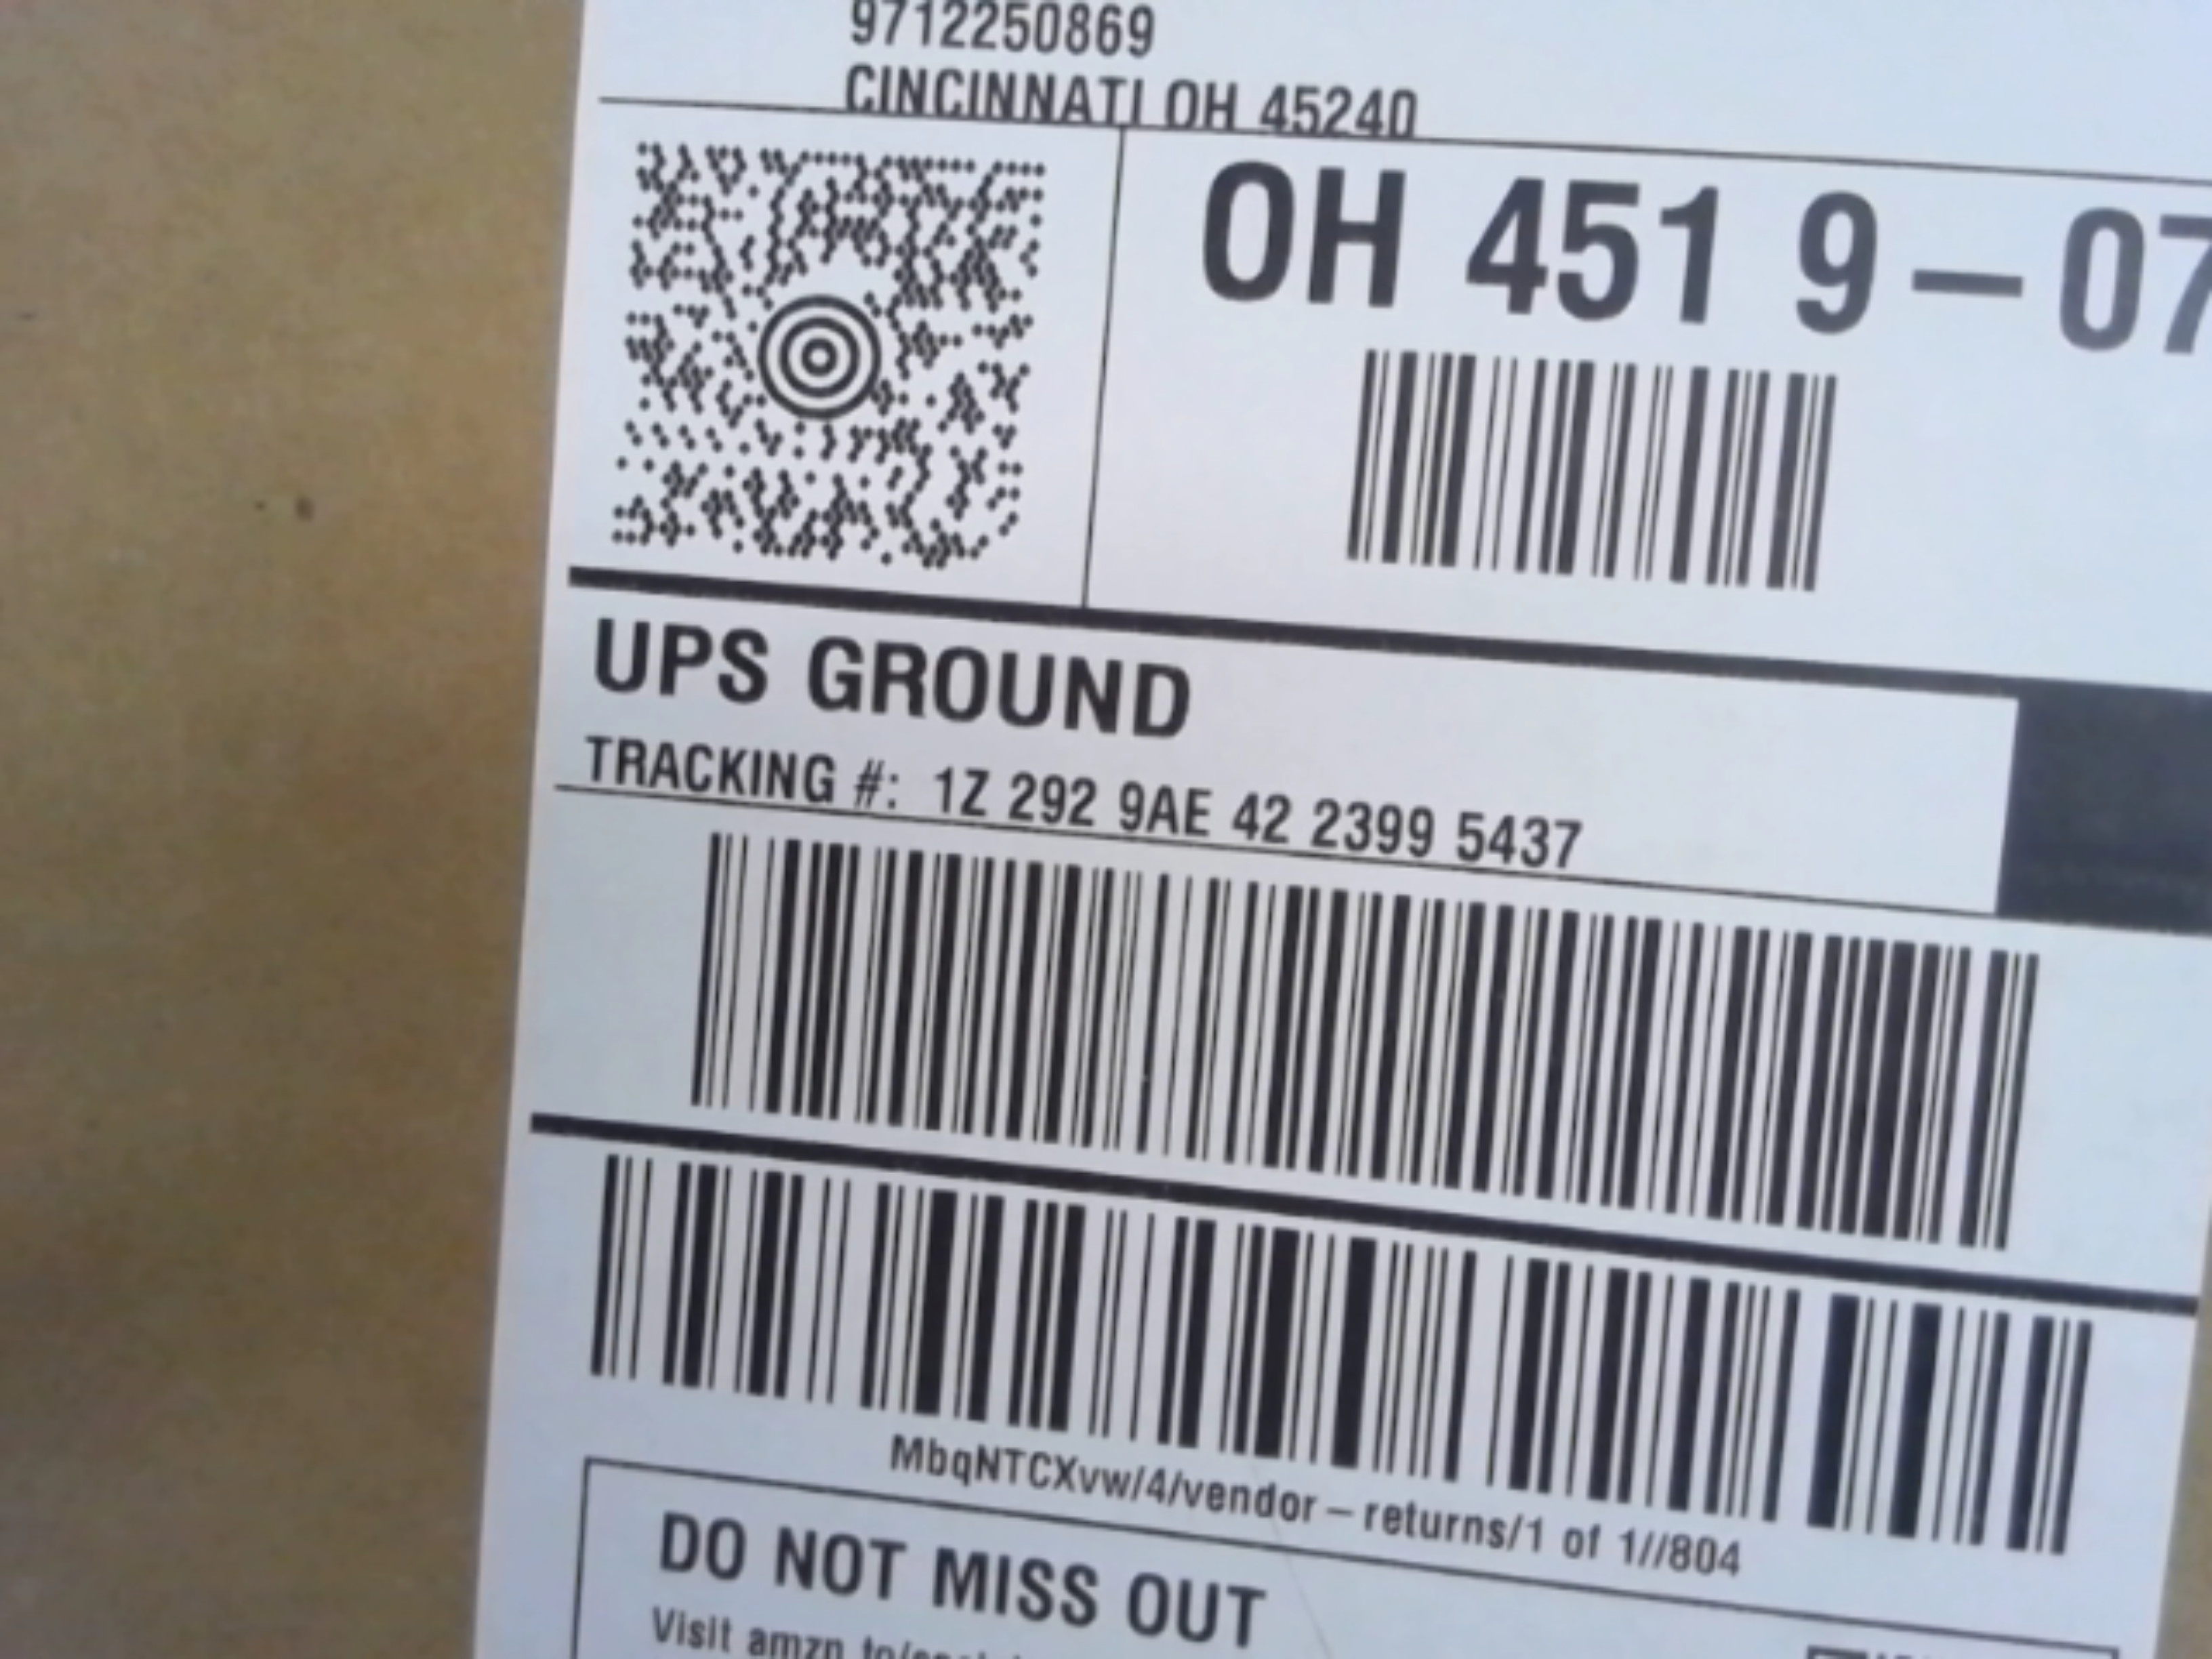 9712250869
CINCINNATI OH 45240
OH 451 9-07
UPS GROUND
TRACKING #: 1Z 292 9AE 42 2399 5437
MbqNTCXvw/4/vendor-returns/1 of 1//804
DO NOT MISS OUT
Visit